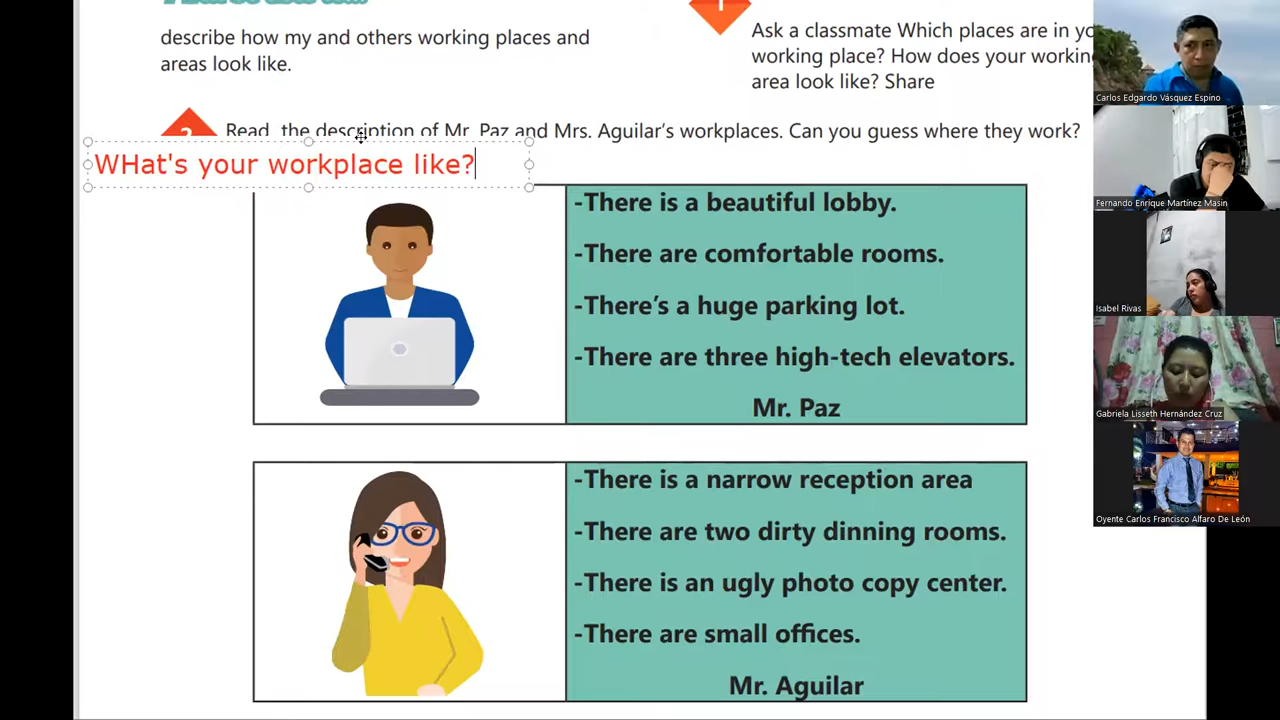 describe how my and others working places and
areas look like.
1
Ask a classmate Which places are in yo
working place? How does your workin
area look like? Share
2
Read the description of Mr. Paz and Mrs. Aguilar's workplaces. Can you guess where they work?
WHat's your workplace like?
-There is a beautiful lobby.
-There are comfortable rooms.
-There's a huge parking lot.
-There are three high-tech elevators.
Mr. Paz
-There is a narrow reception area
-There are two dirty dinning rooms.
-There is an ugly photo copy center.
-There are small offices.
Mr. Aguilar
Carlos Edgardo Vásquez Espino
Fernando Enrique Martínez Masin
Isabel Rivas
Gabriela Lisseth Hernández Cruz
Oyente Carlos Francisco Alfaro De León